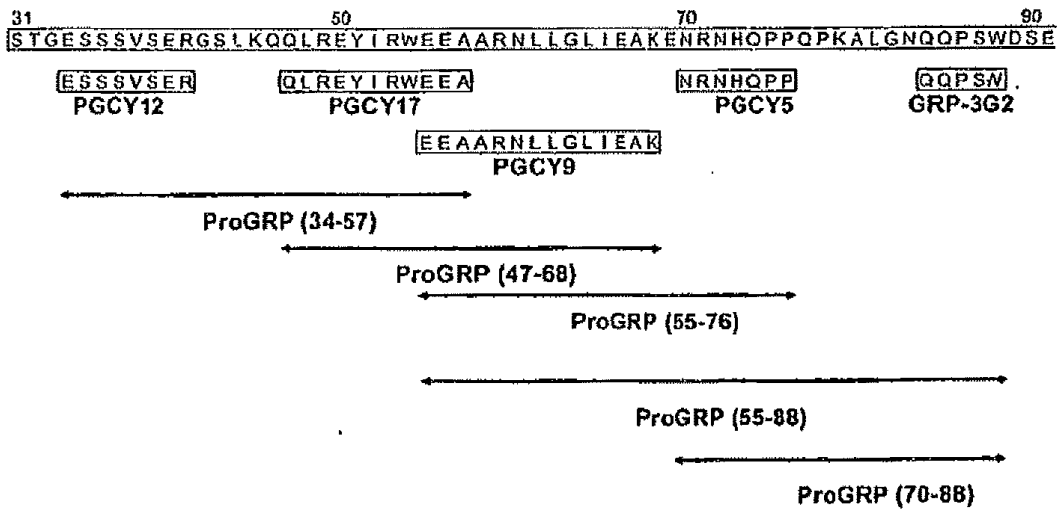 31 50 70 90
STGESSSVSERGSLKQQLREYIRWEEAARNLLGLIEAKENRNHQPPQPKALGNQQPSWDSE
ESSSVSER QLREYIRWEEA NRNHQPP QQPSW
PGCY12 PGCY17 PGCY5 GRP-3G2
EEAARNLLGLIEAK
PGCY9
ProGRP (34-57)
ProGRP (47-68)
ProGRP (55-76)
ProGRP (55-88)
ProGRP (70-88)